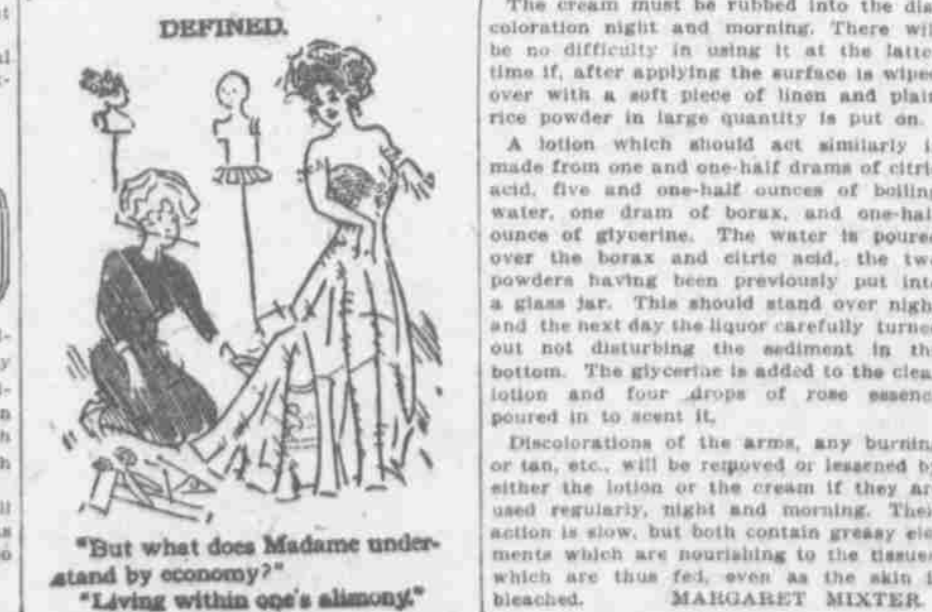 DEFINED.
"But what does Madame under-
stand by economy?"
"Living within one's alimony."
The cream must be rubbed into the dis
coloration night and morning. There wil
be no difficulty in using it at the latte
time if, after applying the surface is wiped
over with a soft piece of linen and plain
rice powder in large quantity is put on.
A lotion which should act similarly i
made from one and one-half drams of citri
acid, five and one-half ounces of boiling
water, one dram of borax, and one-hal
ounce of glycerine. The water is poured
over the borax and citric acid, the tw
powders having been previously put int
a glass jar. This should stand over nigh
and the next day the liquor carefully turne
out not disturbing the sediment in th
bottom. The glycerine is added to the clea
lotion and four drops of rose essenc
poured in to scent it.
Discolorations of the arms, any burnin
or tan, etc., will be removed or lessened b
either the lotion or the cream if they ar
used regularly, night and morning. Thei
action is slow, but both contain greasy ele
ments which are nourishing to the tissues
which are thus fed, even as the skin i
bleached. MARGARET MIXTER.